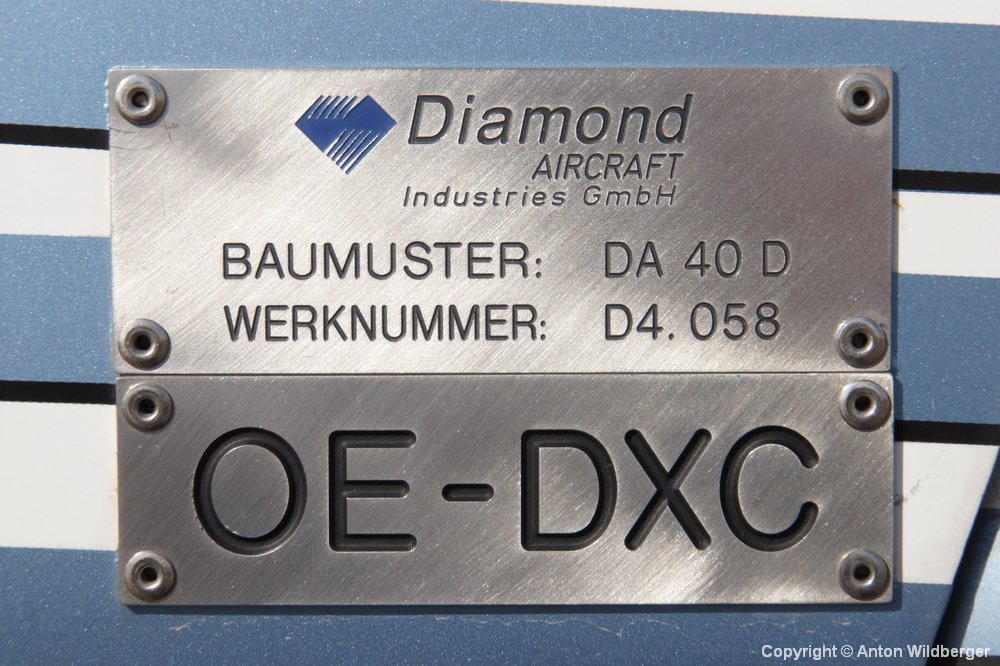 Diamond
AIRCRAFT
Industries GmbH
BAUMUSTER: DA 40 D
WERKNUMMER: D4.058
OE-DXC
Copyright © Anton Wildberger